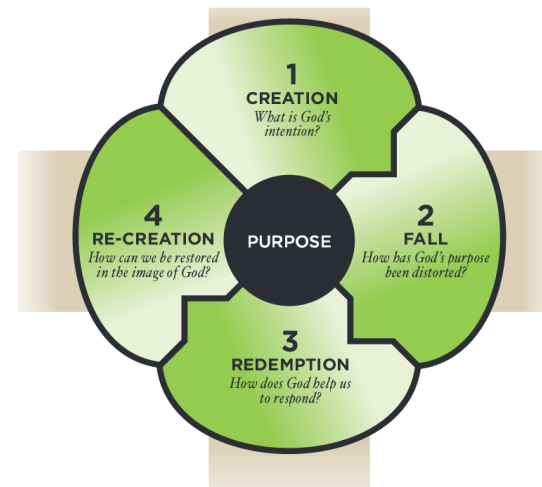 1
CREATION
What is God's
intention?
2
FALL
How has God's purpose
been distorted?
3
REDEMPTION
How does God help us
to respond?
4
RE-CREATION
How can we be restored
in the image of God?
PURPOSE